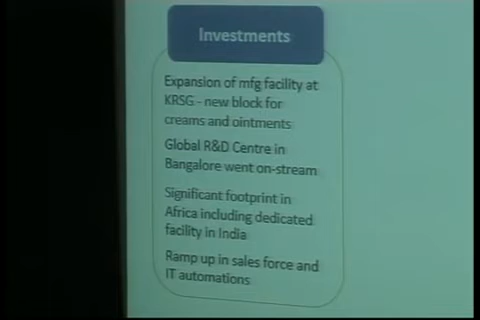 Investments
Expansion of mfg facility at
KRSG - new block for
creams and ointments
Global R&D Centre in
Bangalore went on-stream
Significant footprint in
Africa including dedicated
facility in India
Ramp up in sales force and
IT automations